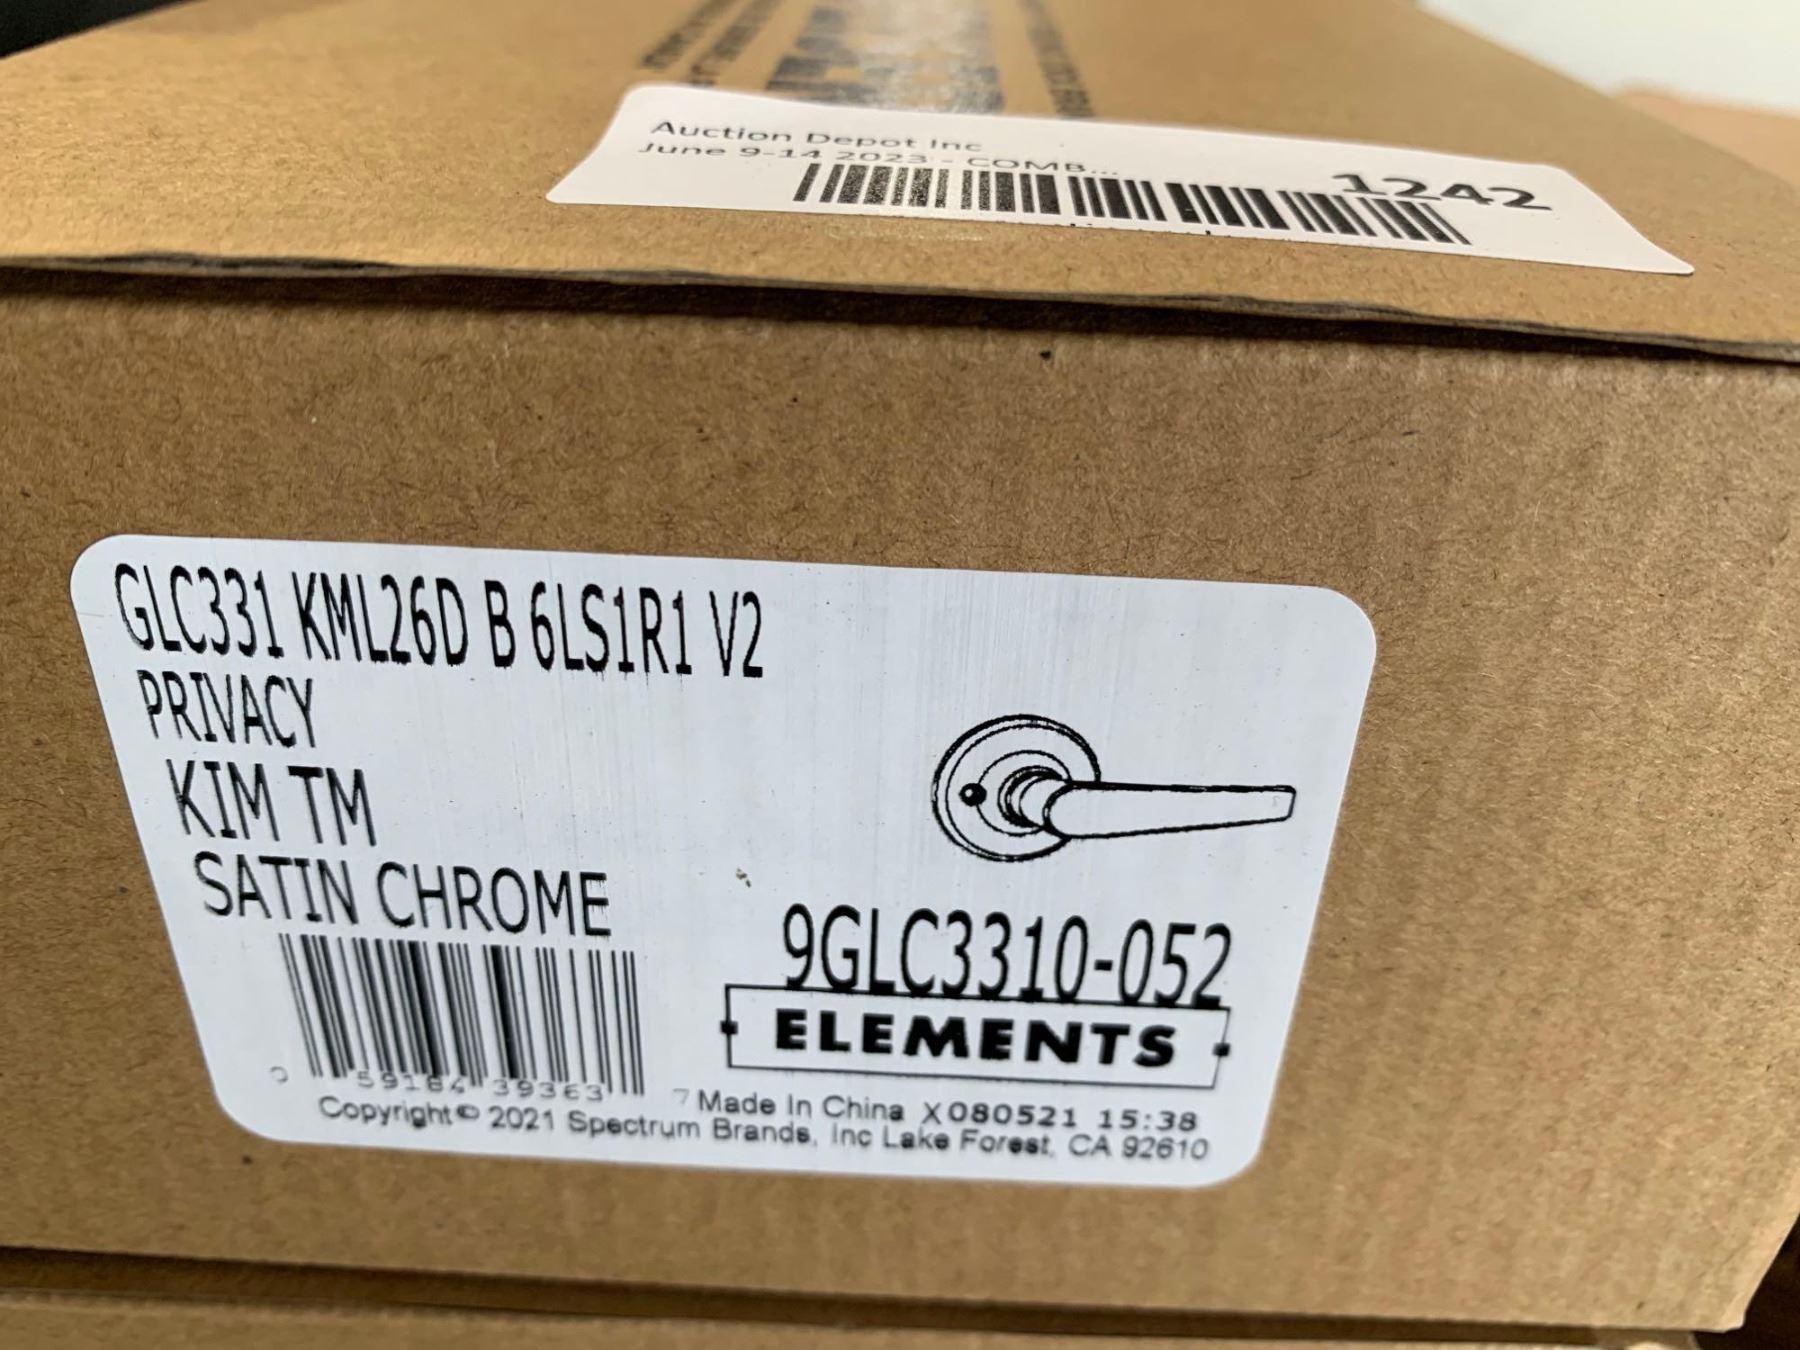 Auction Depot Inc
June 9-14 2023 - COMB...
1242
GLC331 KML26D B 6LS1R1 V2
PRIVACY
KIM TM
SATIN CHROME
9GLC3310-052
ELEMENTS
0 59184 39363 7
Made In China X080521 15:38
Copyright© 2021 Spectrum Brands, Inc Lake Forest, CA 92610